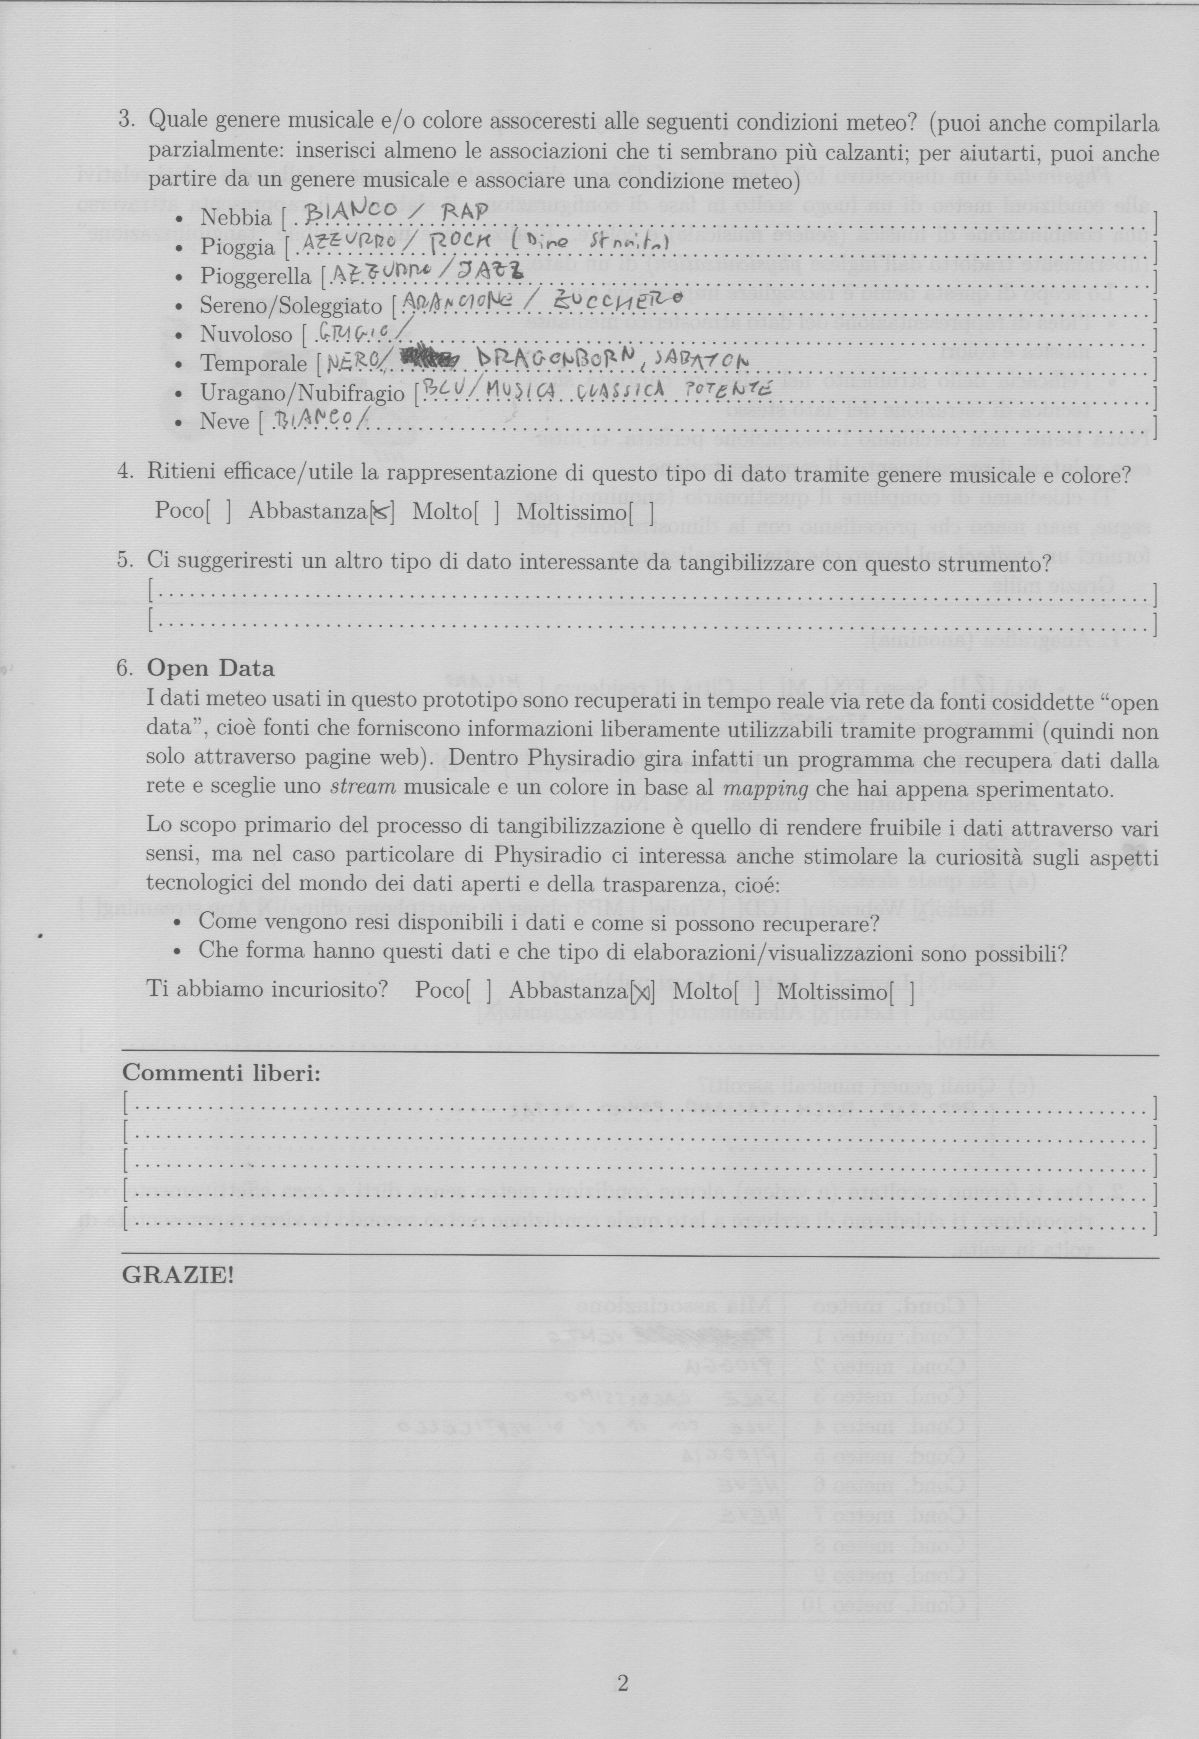 3. Quale genere musicale e/o colore assoceresti alle seguenti condizioni meteo? (puoi anche compilarla
parzialmente: inserisci almeno le associazioni che ti sembrano più calzanti; per aiutarti, puoi anche
partire da un genere musicale e associare una condizione meteo)
• Nebbia [ BIANCO / RAP ]
• Pioggia [ AZZURRO / ROCK (Dire Straits) ]
• Pioggerella [ AZZURRO / JAZZ ]
• Sereno/Soleggiato [ ARANCIONE / ZUCCHERO ]
• Nuvoloso [ GRIGIO / ]
• Temporale [ NERO/ DRAGONBORN, SABATON ]
• Uragano/Nubifragio [ BLU / MUSICA CLASSICA POTENTE ]
• Neve [ BIANCO / ]
4. Ritieni efficace/utile la rappresentazione di questo tipo di dato tramite genere musicale e colore?
Poco[ ] Abbastanza[x] Molto[ ] Moltissimo[ ]
5. Ci suggeriresti un altro tipo di dato interessante da tangibilizzare con questo strumento?
6. Open Data
I dati meteo usati in questo prototipo sono recuperati in tempo reale via rete da fonti cosiddette “open
data”, cioè fonti che forniscono informazioni liberamente utilizzabili tramite programmi (quindi non
solo attraverso pagine web). Dentro Physiradio gira infatti un programma che recupera dati dalla
rete e sceglie uno stream musicale e un colore in base al mapping che hai appena sperimentato.
Lo scopo primario del processo di tangibilizzazione è quello di rendere fruibile i dati attraverso vari
sensi, ma nel caso particolare di Physiradio ci interessa anche stimolare la curiosità sugli aspetti
tecnologici del mondo dei dati aperti e della trasparenza, cioé:
• Come vengono resi disponibili i dati e come si possono recuperare?
• Che forma hanno questi dati e che tipo di elaborazioni/visualizzazioni sono possibili?
Ti abbiamo incuriosito? Poco[ ] Abbastanza[x] Molto[ ] Moltissimo[ ]
Commenti liberi:
GRAZIE!
2